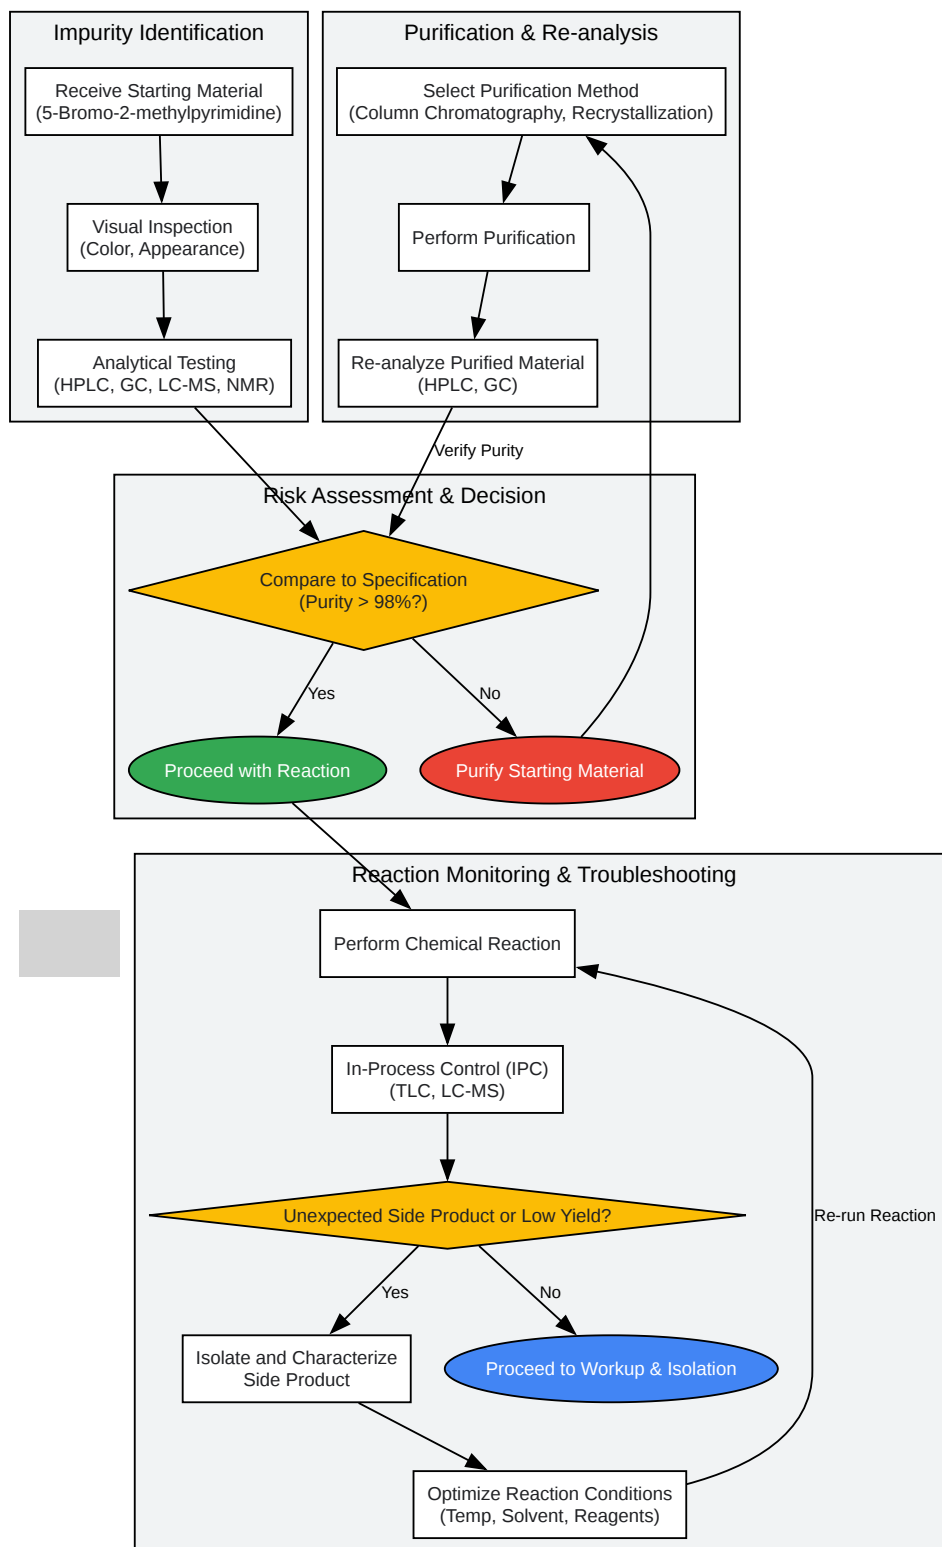 Impurity Identification
Receive Starting Material
(5-Bromo-2-methylpyrimidine)
Visual Inspection
(Color, Appearance)
Analytical Testing
(HPLC, GC, LC-MS, NMR)
Purification & Re-analysis
Select Purification Method
(Column Chromatography, Recrystallization)
Perform Purification
Re-analyze Purified Material
(HPLC, GC)
Verify Purity
Risk Assessment & Decision
Compare to Specification
(Purity > 98%?)
Yes
No
Proceed with Reaction
Purify Starting Material
Reaction Monitoring & Troubleshooting
Perform Chemical Reaction
In-Process Control (IPC)
(TLC, LC-MS)
Unexpected Side Product or Low Yield?
Re-run Reaction
Yes
No
Isolate and Characterize
Side Product
Proceed to Workup & Isolation
Optimize Reaction Conditions
(Temp, Solvent, Reagents)